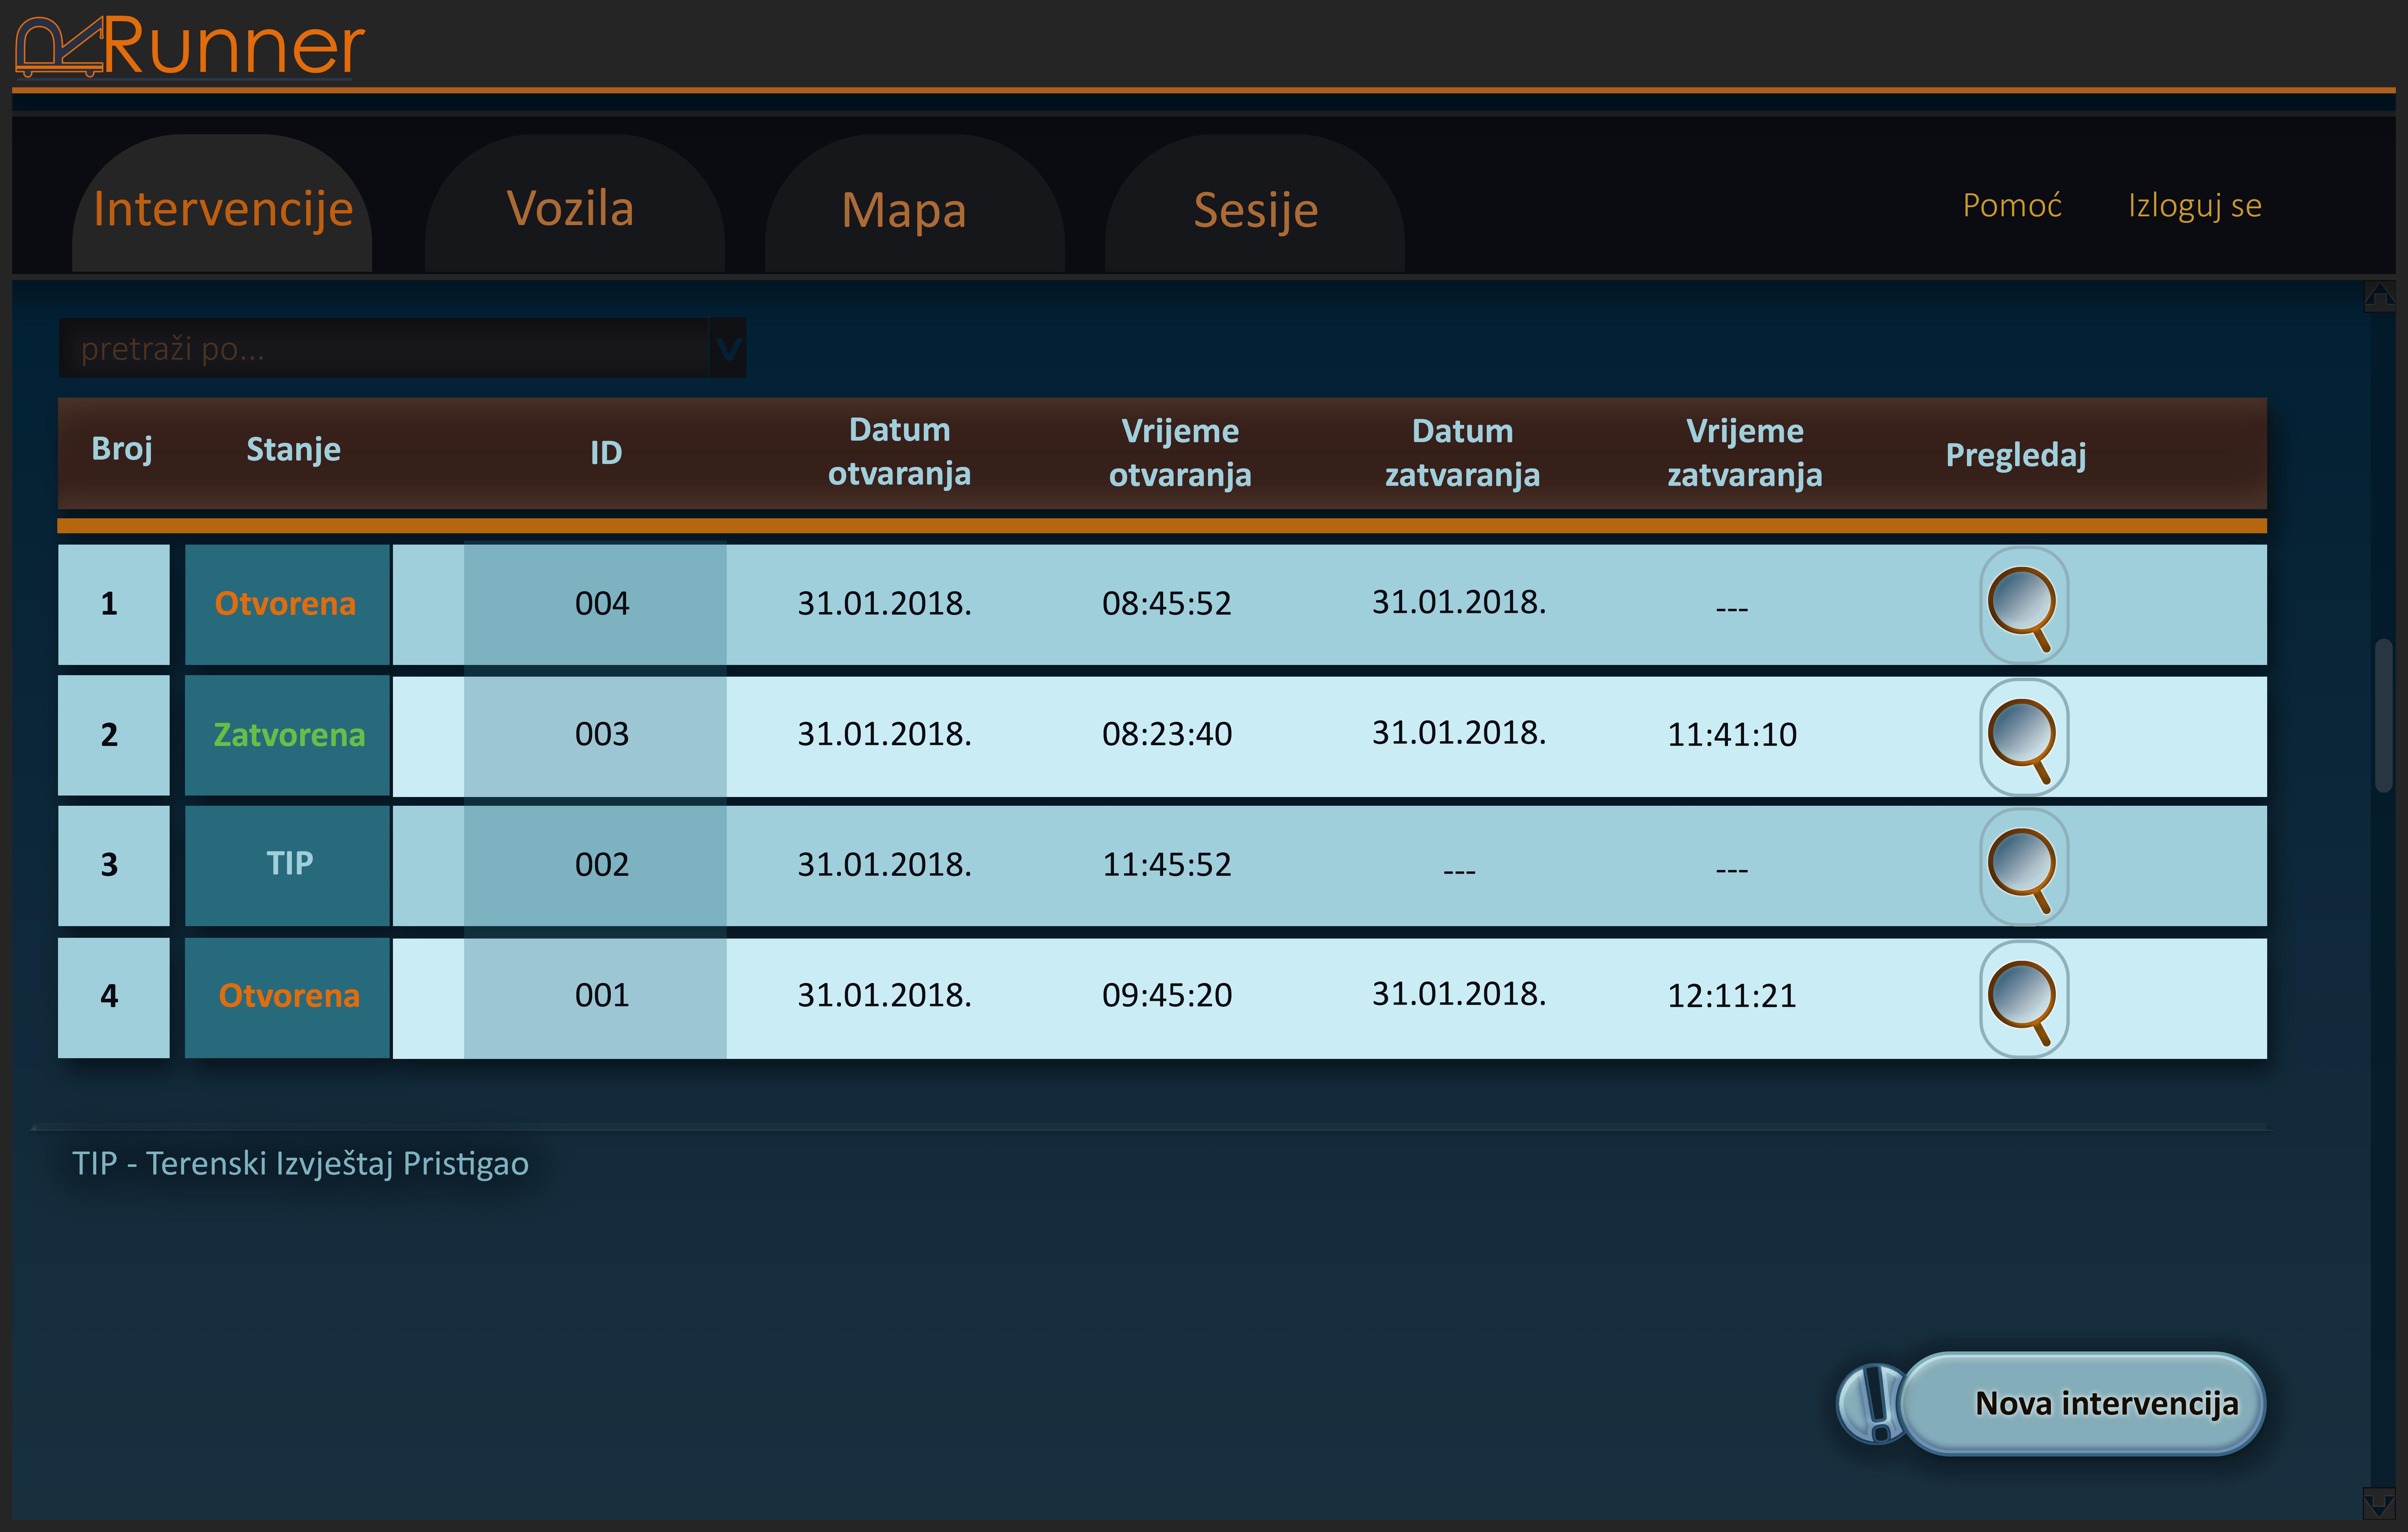 Runner
Intervencije Vozila Mapa Sesije Pomoć Izloguj se
pretraži po...
Broj Stanje ID Datum otvaranja Vrijeme otvaranja Datum zatvaranja Vrijeme zatvaranja Pregledaj
1 Otvorena 004 31.01.2018. 08:45:52 31.01.2018. ---
2 Zatvorena 003 31.01.2018. 08:23:40 31.01.2018. 11:41:10
3 TIP 002 31.01.2018. 11:45:52 --- ---
4 Otvorena 001 31.01.2018. 09:45:20 31.01.2018. 12:11:21
TIP - Terenski Izvještaj Pristigao
! Nova intervencija